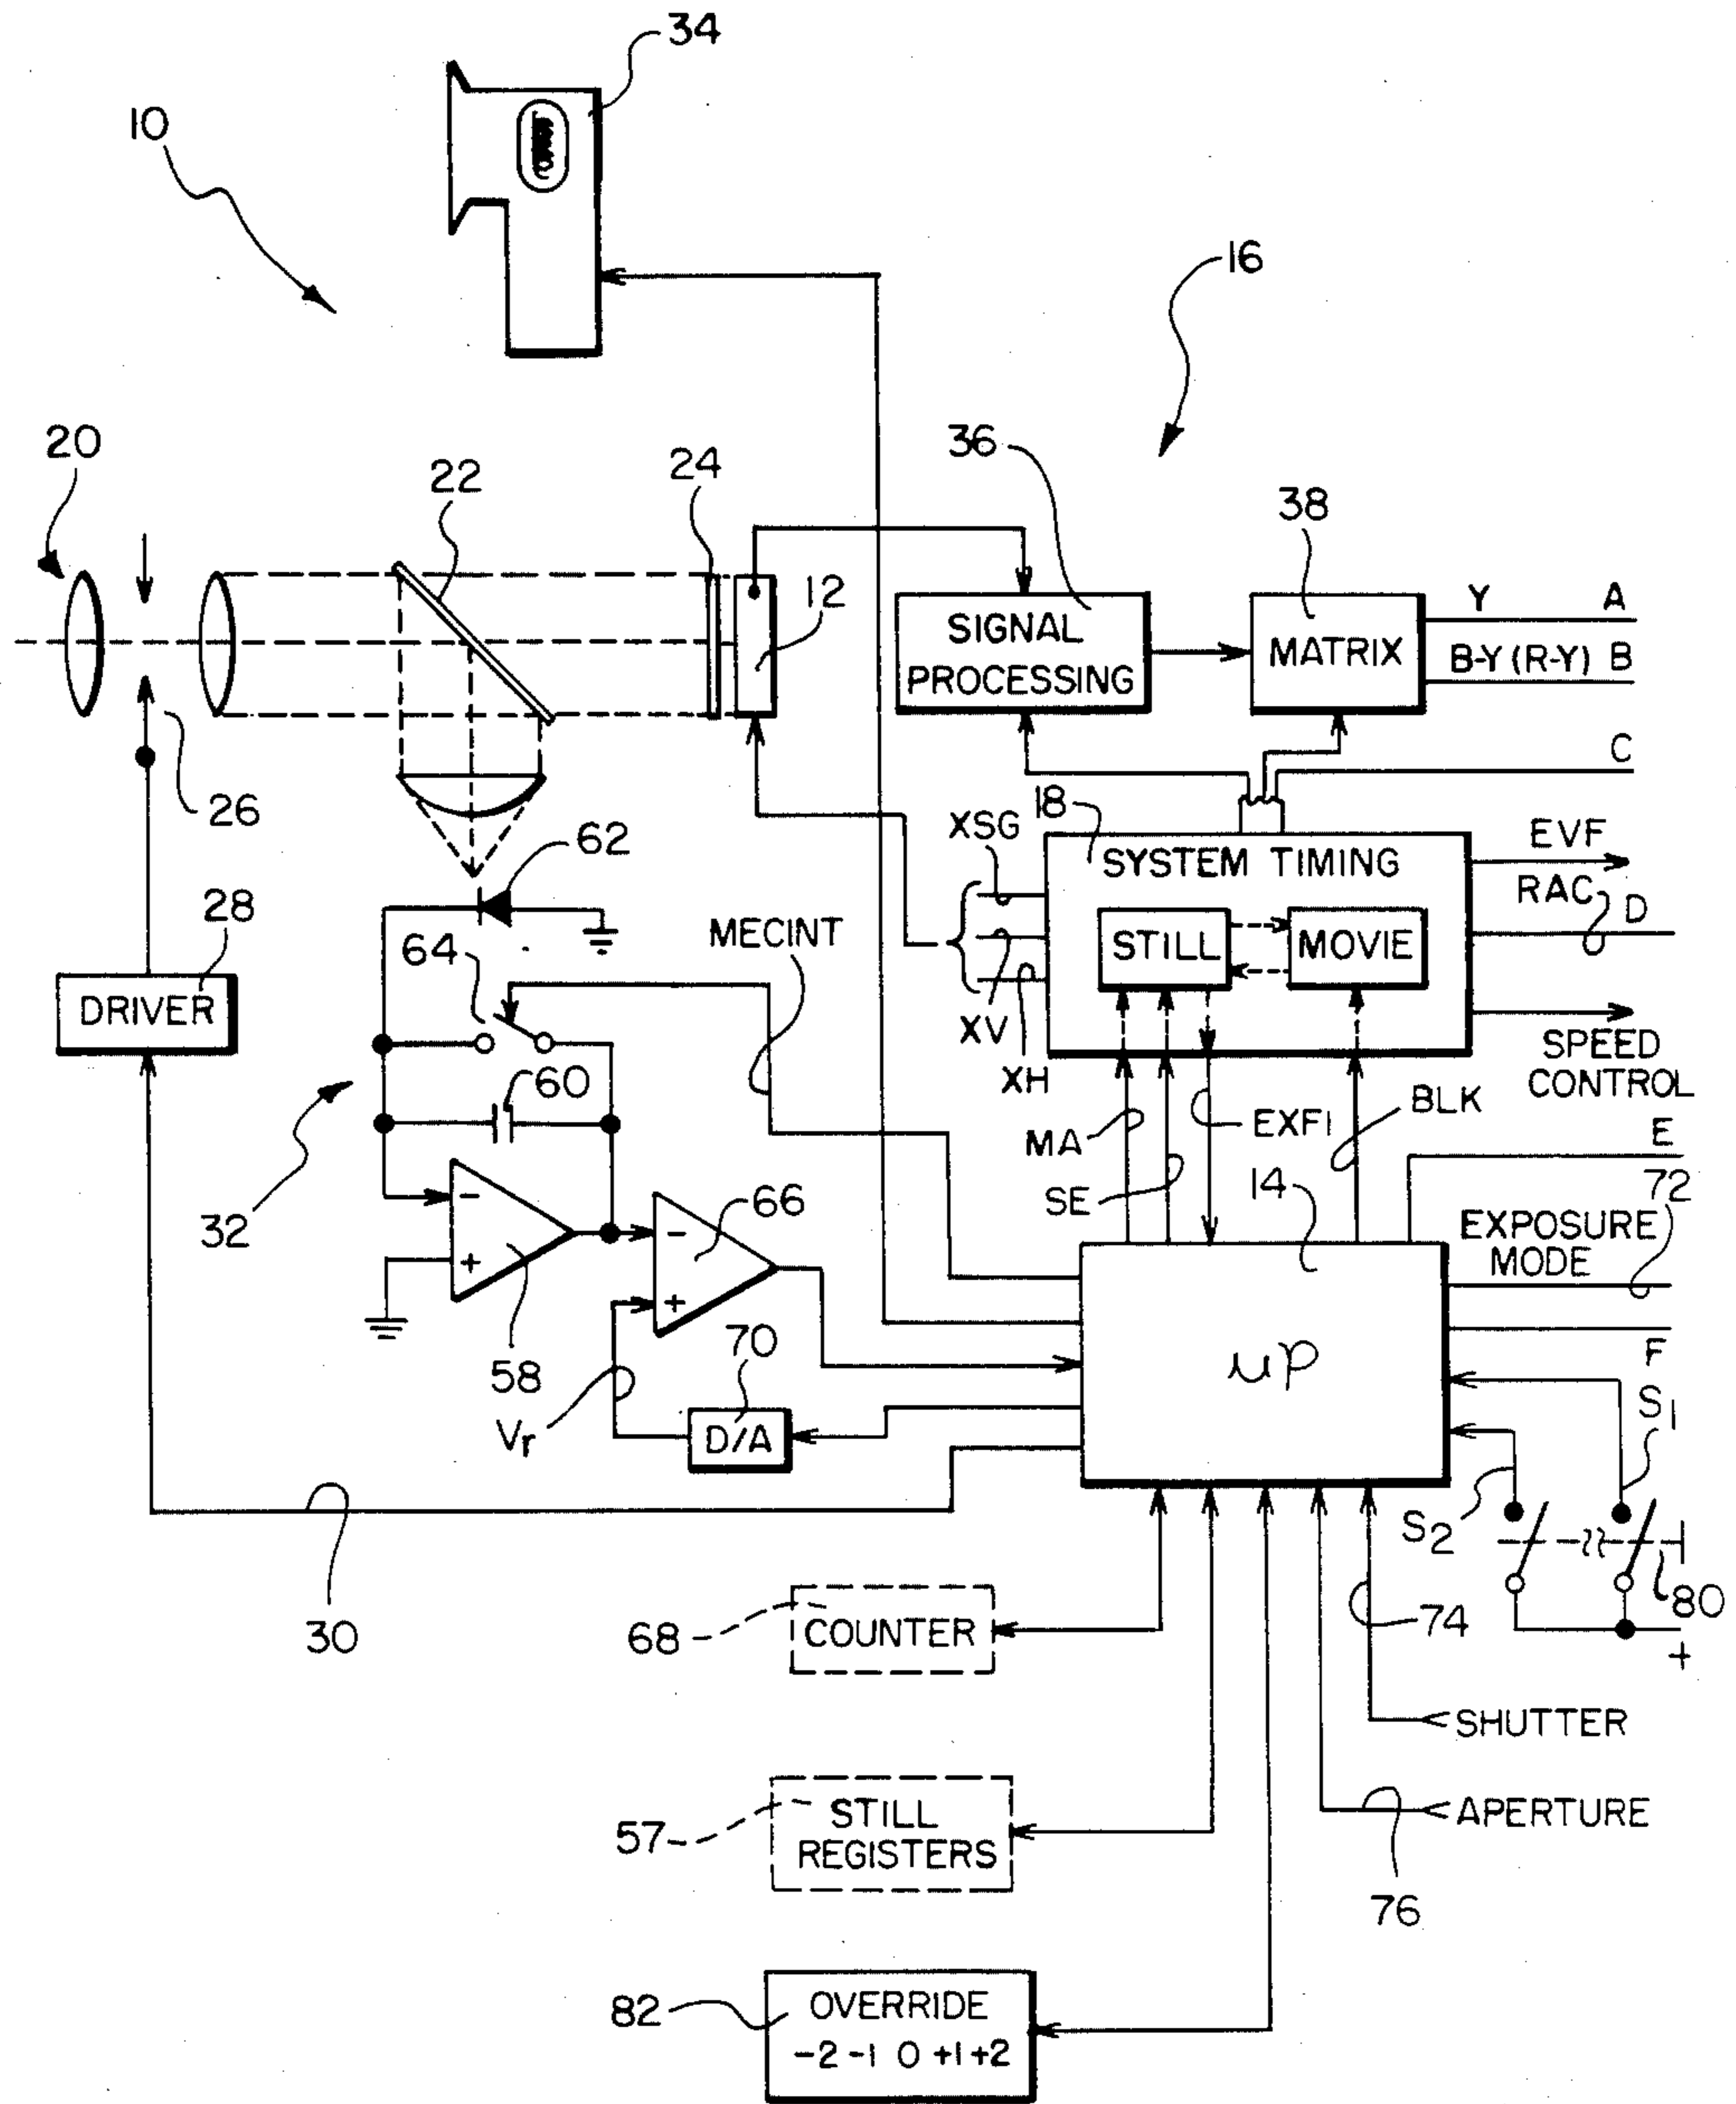 34
10
16
20
22
24
36
38
12
SIGNAL
PROCESSING
MATRIX
Y A
B-Y (R-Y) B
C
26
62
XSG
18
SYSTEM TIMING
EVF
RAC
D
28
64
MECINT
STILL
MOVIE
DRIVER
XV
XH
SPEED
CONTROL
60
MA
EXF1
BLK
E
32
SE
14
72
66
EXPOSURE
MODE
-
+
58
-
+
70
μP
F
S1
Vr
D/A
S2
30
68
COUNTER
74
80
+
SHUTTER
57
STILL
REGISTERS
APERTURE
76
82
OVERRIDE
-2 -1 0 +1 +2